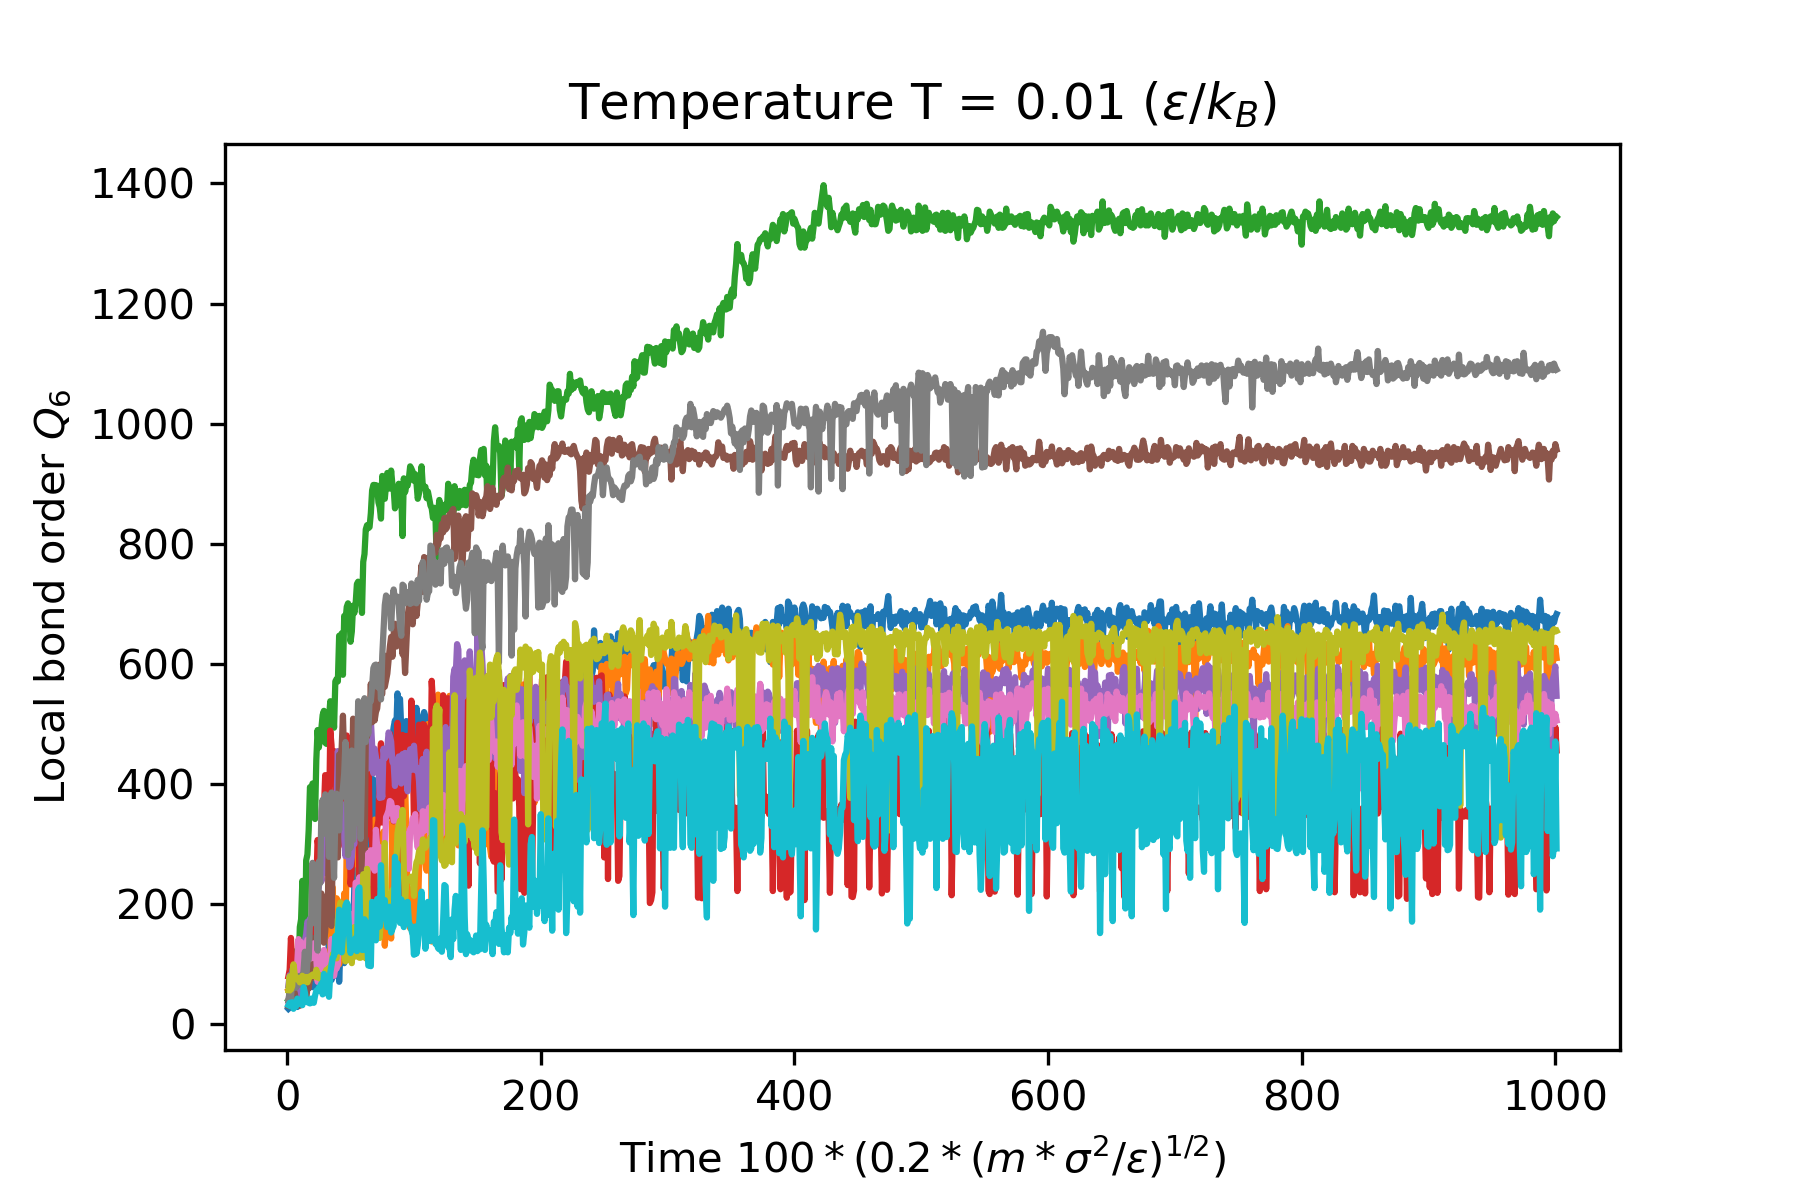 Temperature T = 0.01 (ε/k_B)
1400
1200
1000
800
600
400
200
0
Local bond order Q_6
0 200 400 600 800 1000
Time 100 * (0.2 * (m * σ^2/ε)^{1/2})